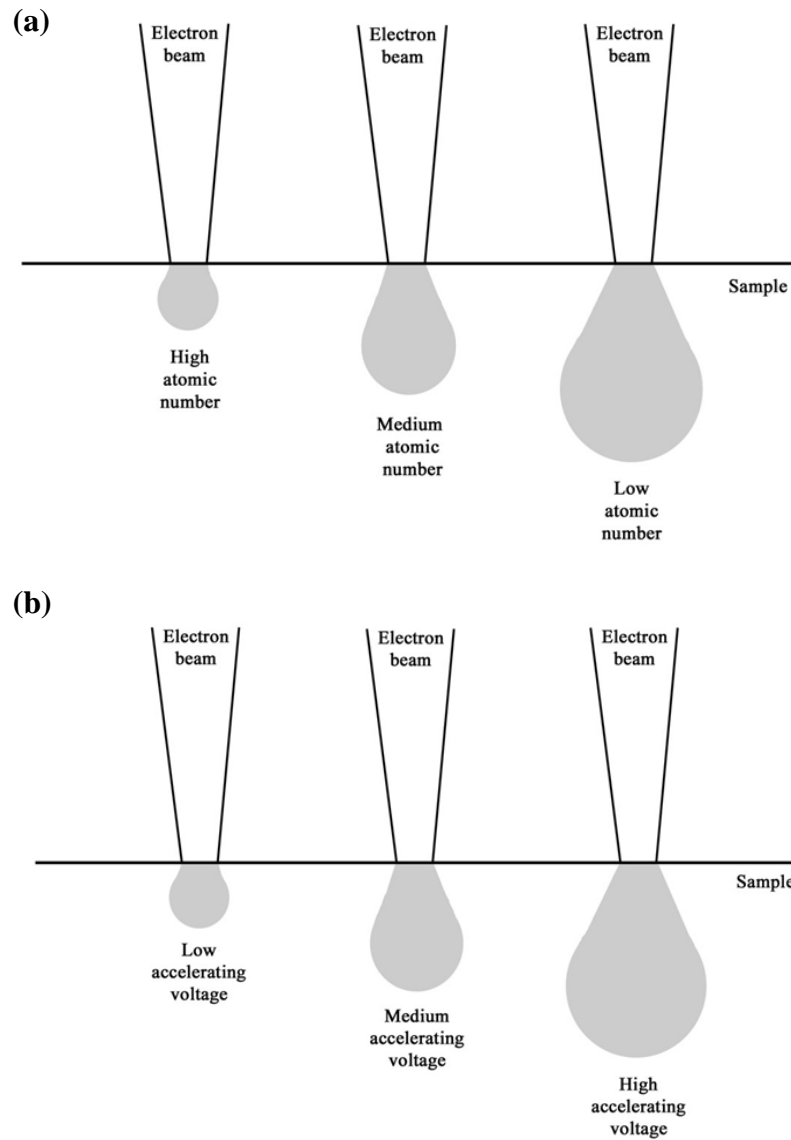 (a)
Electron
beam
Electron
beam
Electron
beam
Sample
High
atomic
number
Medium
atomic
number
Low
atomic
number
(b)
Electron
beam
Electron
beam
Electron
beam
Sample
Low
accelerating
voltage
Medium
accelerating
voltage
High
accelerating
voltage